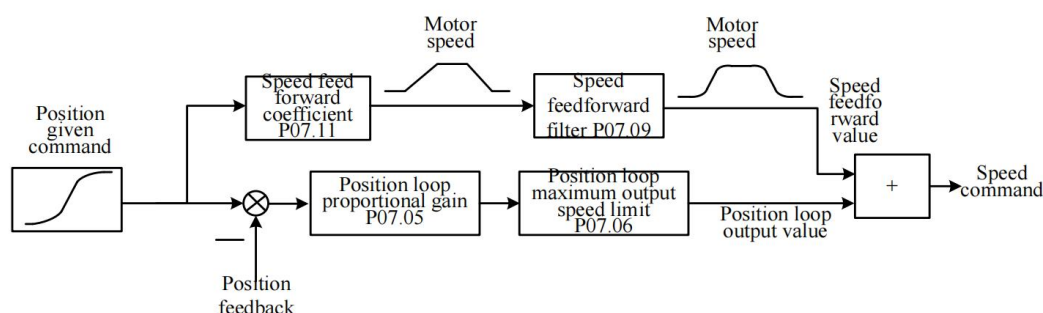 Motor
speed
Motor
speed
Speed feed
forward
coefficient
P07.11
Speed
feedforward
filter P07.09
Speed
feedfo
rward
value
Position
given
command
Position loop
proportional gain
P07.05
Position loop
maximum output
speed limit
P07.06
+
Speed
command
Position loop
output value
Position
feedback